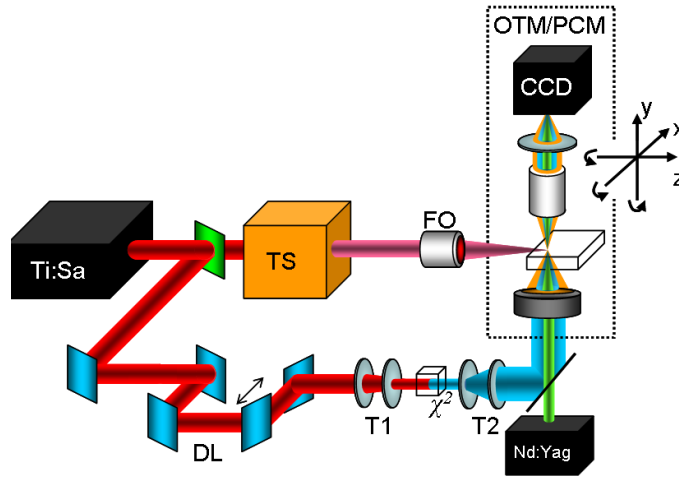 OTM/PCM
CCD
y
x
z
FO
Ti:Sa
TS
T1
χ²
T2
DL
Nd:Yag